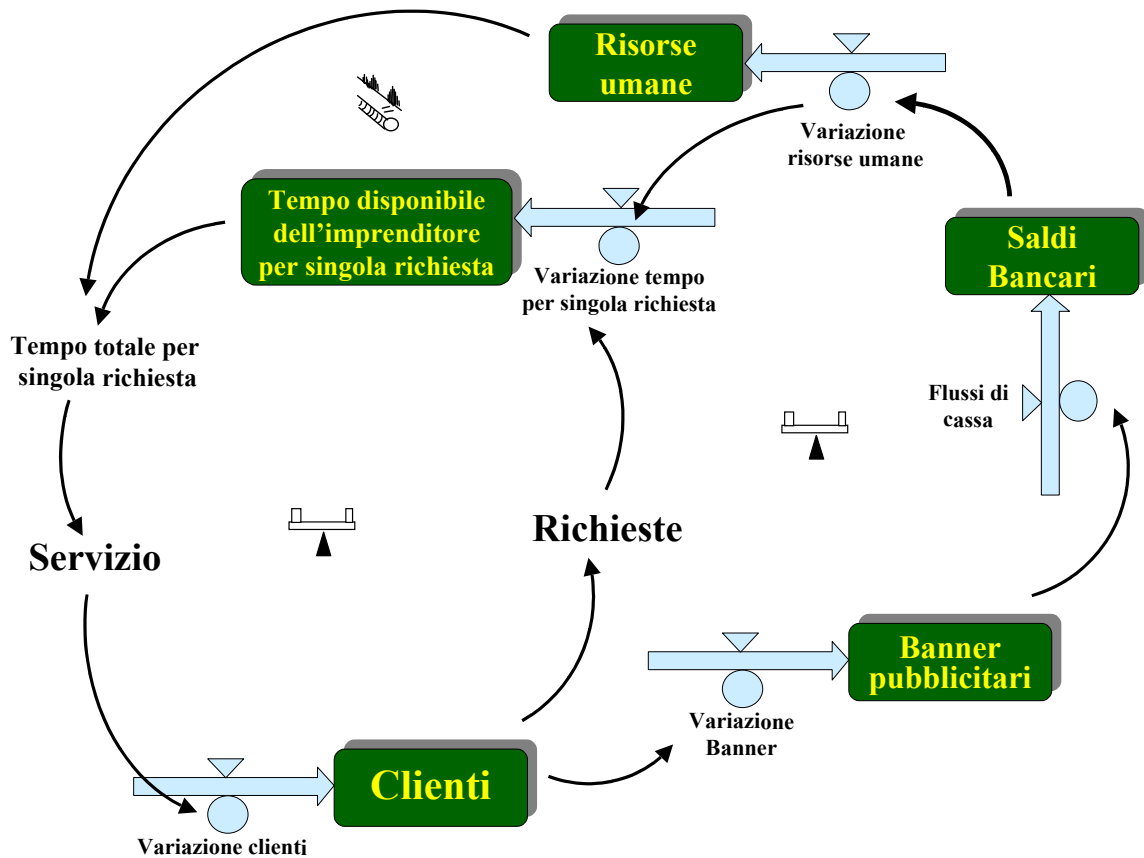 Risorse
umane
Variazione
risorse umane
Tempo disponibile
dell’imprenditore
per singola richiesta
Variazione tempo
per singola richiesta
Saldi
Bancari
Tempo totale per
singola richiesta
Flussi di
cassa
Servizio
Richieste
Banner
pubblicitari
Variazione
Banner
Clienti
Variazione clienti